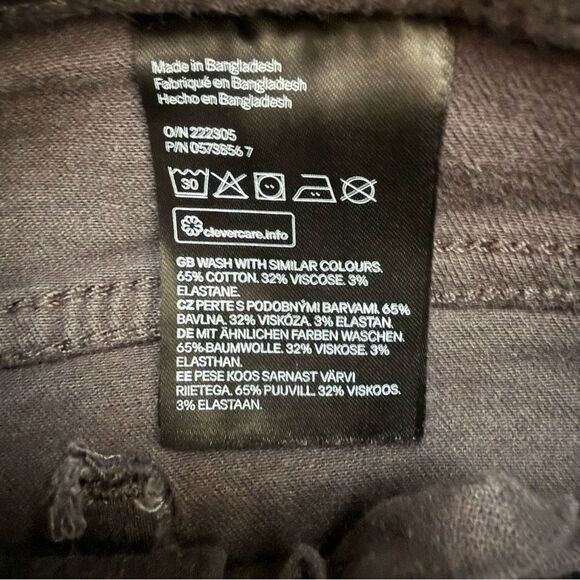 Made in Bangladesh
Fabriqué en Bangladesh
Hecho en Bangladesh
O/N 222305
P/N 0573856 7
30
clevercare.info
GB WASH WITH SIMILAR COLOURS.
65% COTTON. 32% VISCOSE. 3%
ELASTANE.
CZ PERTE S PODOBNÝMI BARVAMI. 65%
BAVLNA. 32% VISKÓZA. 3% ELASTAN.
DE MIT ÄHNLICHEN FARBEN WASCHEN.
65% BAUMWOLLE. 32% VISKOSE. 3%
ELASTHAN.
EE PESE KOOS SARNAST VÄRVI
RIIETEGA. 65% PUUVILL. 32% VISKOOS.
3% ELASTAAN.